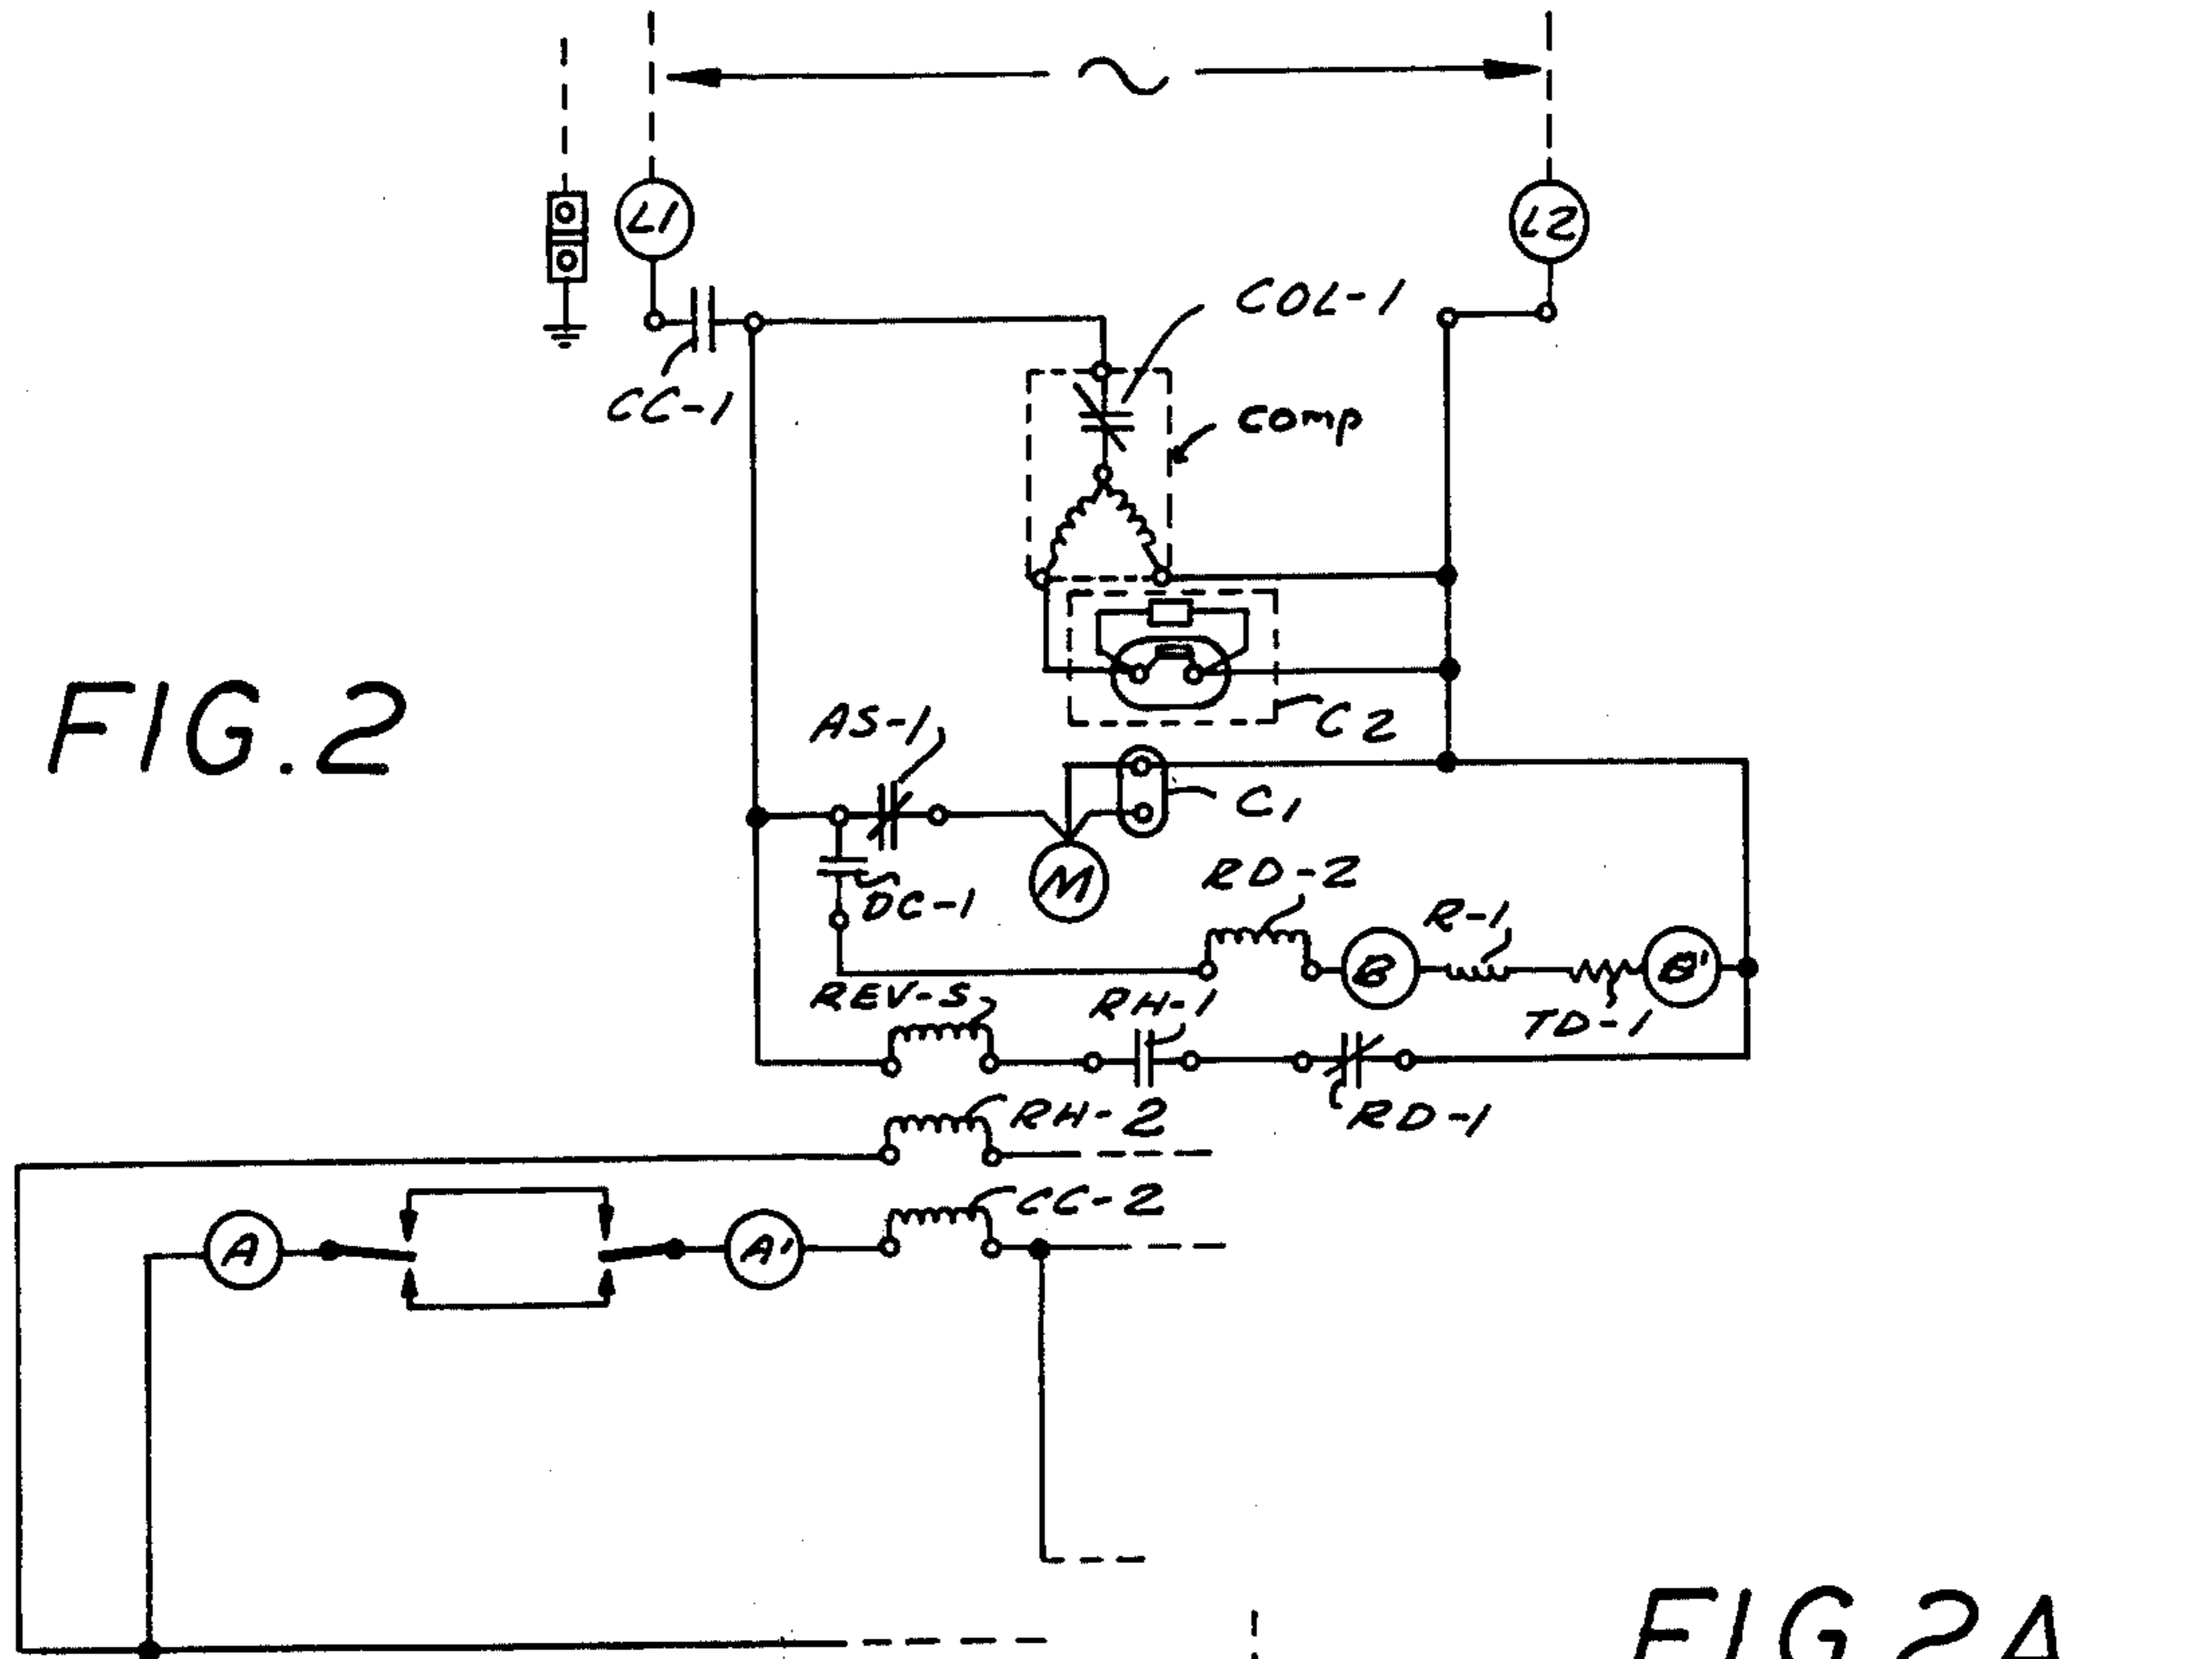 L1
L2
COL-1
CC-1
comp
FIG.2
AS-1
C2
C1
M
RD-2
DC-1
R-1
B
B'
REV-S
RH-1
TD-1
RH-2
RD-1
CC-2
A
A'
FIG. 2A